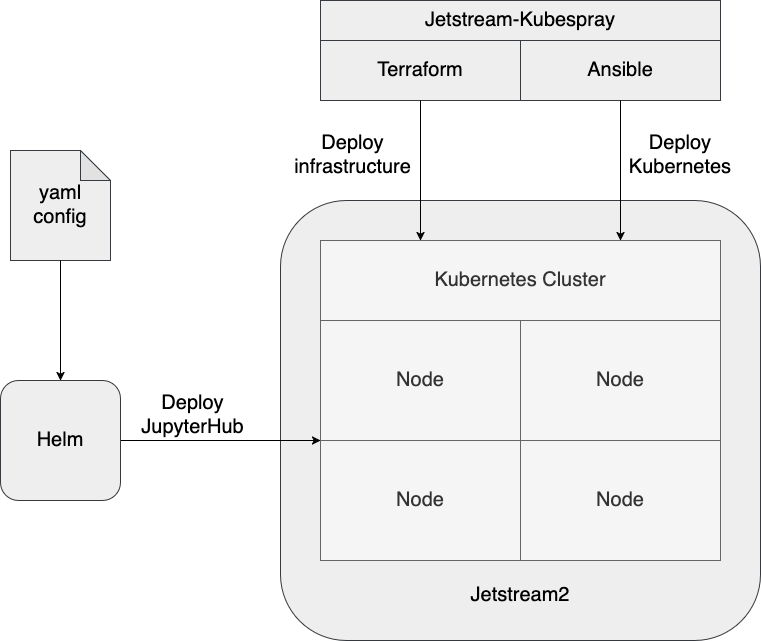 Jetstream-Kubespray
Terraform
Ansible
Deploy
infrastructure
Deploy
Kubernetes
yaml
config
Kubernetes Cluster
Node
Node
Helm
Deploy
JupyterHub
Node
Node
Jetstream2